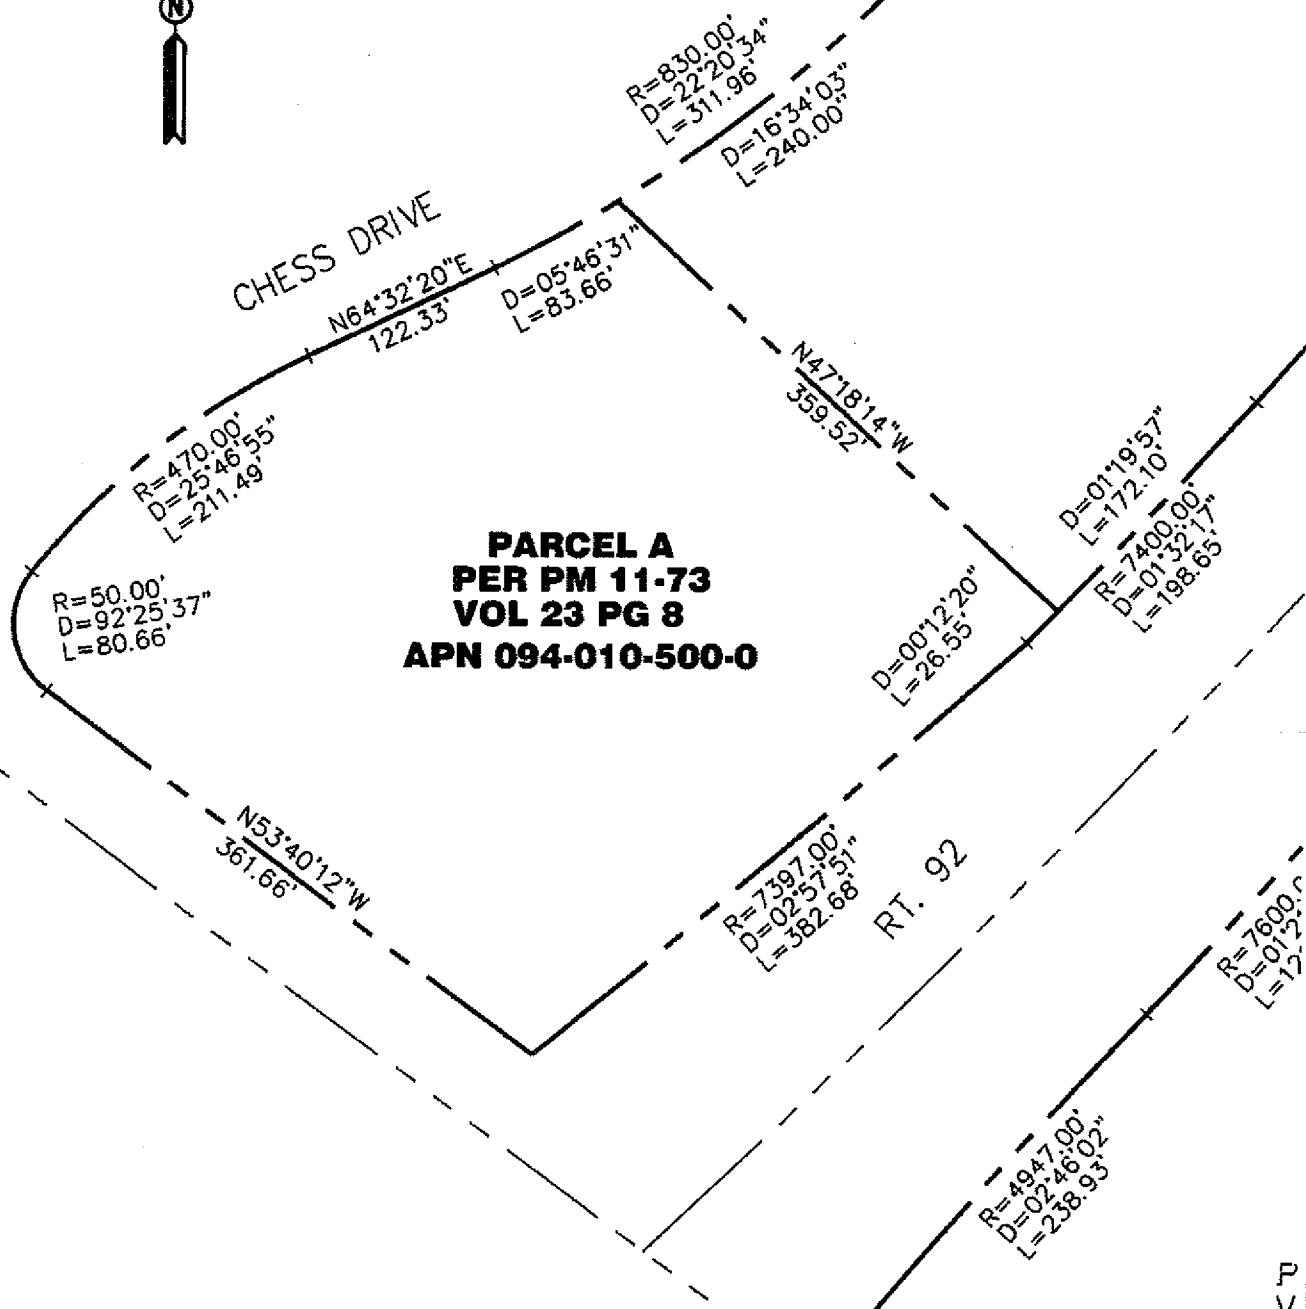 N
R=830.00'
D=22°20'34"
L=311.96'
D=16°34'03"
L=240.00"
CHESS DRIVE
N64°32'20"E
122.33'
D=05°46'31"
L=83.66'
N47°18'14"W
359.52'
R=470.00'
D=25°46'55"
L=211.49'
D=01°19'57"
L=172.10'
R=7400.00'
D=01°32'17"
L=198.65'
PARCEL A
PER PM 11-73
VOL 23 PG 8
APN 094-010-500-0
R=50.00'
D=92°25'37"
L=80.66'
D=00°12'20"
L=26.55'
N53°40'12"W
361.66'
R=7397.00'
D=02°57'51"
L=382.68'
RT. 92
R=7600.0
D=01°2
L=12
R=4947.00'
D=02°46'02"
L=238.93'
P
V